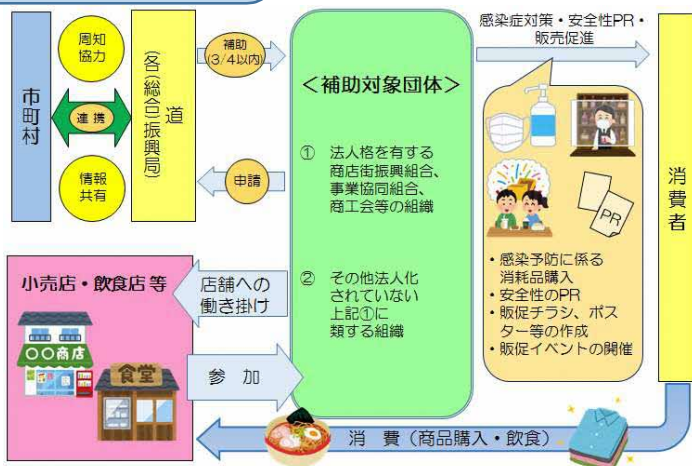 市町村
周知
協力
連携
情報
共有
道
(各(総合)振興局)
補助
(3/4以内)
申請
<補助対象団体>
① 法人格を有する
商店街振興組合、
事業協同組合、
商工会等の組織
② その他法人化
されていない
上記①に
類する組織
感染症対策・安全性PR・
販売促進
PR
・感染予防に係る
消耗品購入
・安全性のPR
・販促チラシ、ポス
ター等の作成
・販促イベントの開催
消費者
小売店・飲食店 等
〇〇商店
食堂
店舗への
働き掛け
参 加
消 費(商品購入・飲食)